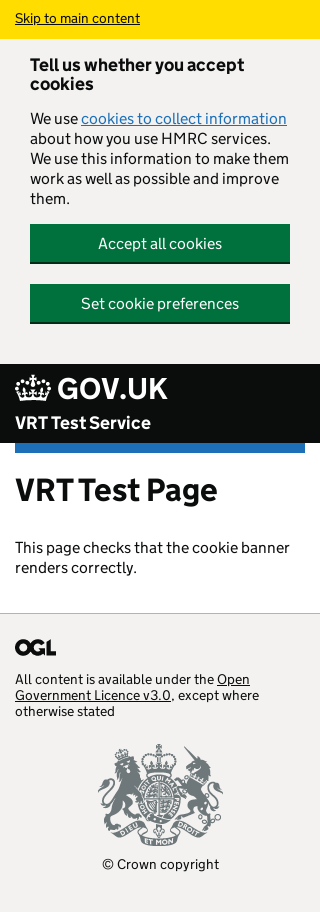 Skip to main content
Tell us whether you accept
cookies
We use cookies to collect information
about how you use HMRC services.
We use this information to make them
work as well as possible and improve
them.
Accept all cookies
Set cookie preferences
GOV.UK
VRT Test Service
VRT Test Page
This page checks that the cookie banner
renders correctly.
OGL
All content is available under the Open
Government Licence v3.0, except where
otherwise stated
DIEU ET MON DROIT
© Crown copyright